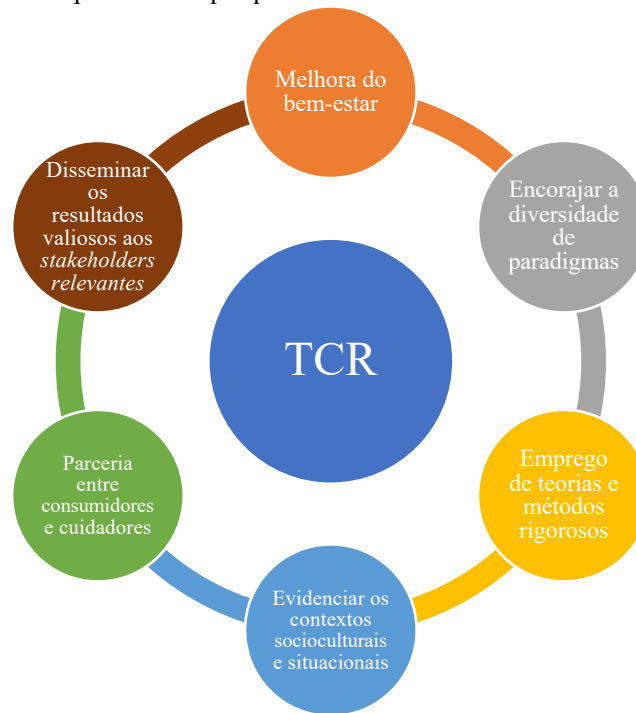 Melhora do
bem-estar
Encorajar a
diversidade
de
paradigmas
Emprego
de teorias e
métodos
rigorosos
Evidenciar os
contextos
socioculturais
e situacionais
Parceria
entre
consumidores
e cuidadores
Disseminar
os
resultados
valiosos aos
stakeholders
relevantes
TCR